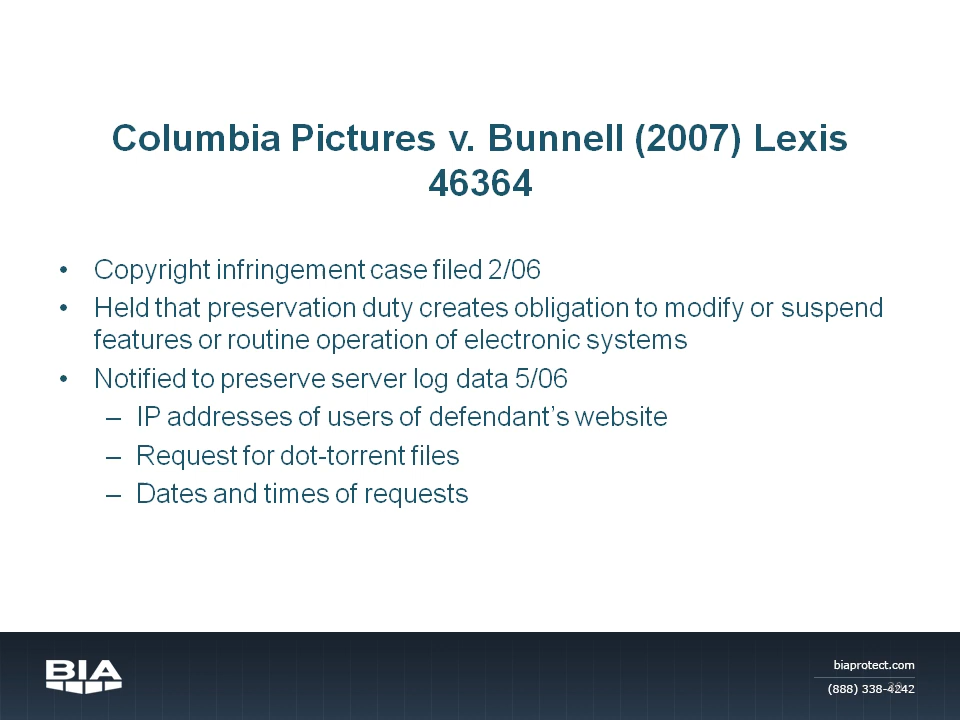 Columbia Pictures v. Bunnell (2007) Lexis
46364
• Copyright infringement case filed 2/06
• Held that preservation duty creates obligation to modify or suspend
features or routine operation of electronic systems
• Notified to preserve server log data 5/06
– IP addresses of users of defendant's website
– Request for dot-torrent files
– Dates and times of requests
BIA
biaprotect.com
(888) 338-4242